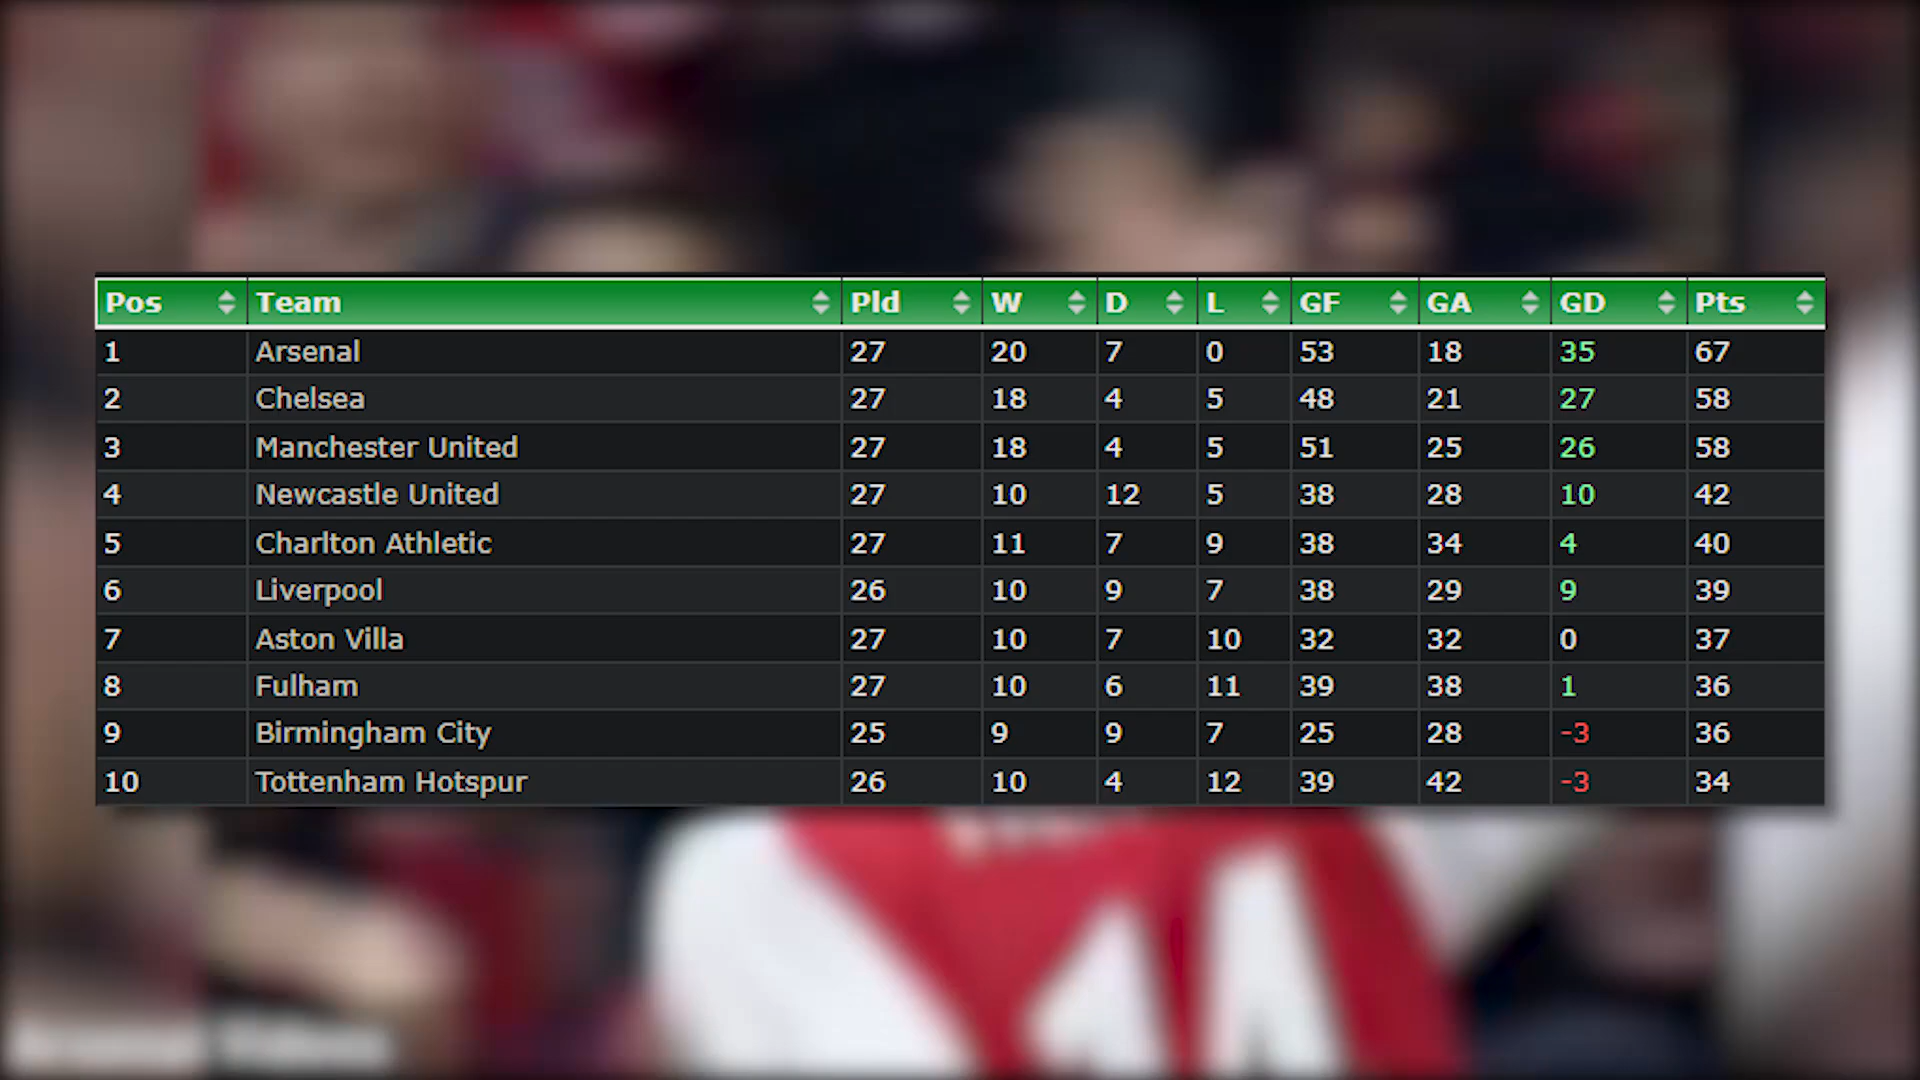 Pos Team Pld W D L GF GA GD Pts
1 Arsenal 27 20 7 0 53 18 35 67
2 Chelsea 27 18 4 5 48 21 27 58
3 Manchester United 27 18 4 5 51 25 26 58
4 Newcastle United 27 10 12 5 38 28 10 42
5 Charlton Athletic 27 11 7 9 38 34 4 40
6 Liverpool 26 10 9 7 38 29 9 39
7 Aston Villa 27 10 7 10 32 32 0 37
8 Fulham 27 10 6 11 39 38 1 36
9 Birmingham City 25 9 9 7 25 28 -3 36
10 Tottenham Hotspur 26 10 4 12 39 42 -3 34